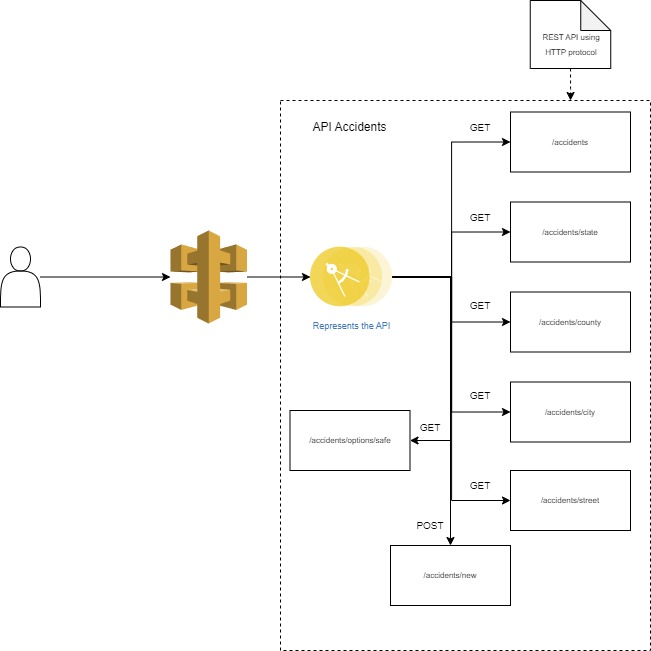 REST API using
HTTP protocol
API Accidents
GET
/accidents
GET
/accidents/state
GET
/accidents/county
Represents the API
GET
/accidents/city
GET
/accidents/options/safe
GET
/accidents/street
POST
/accidents/new